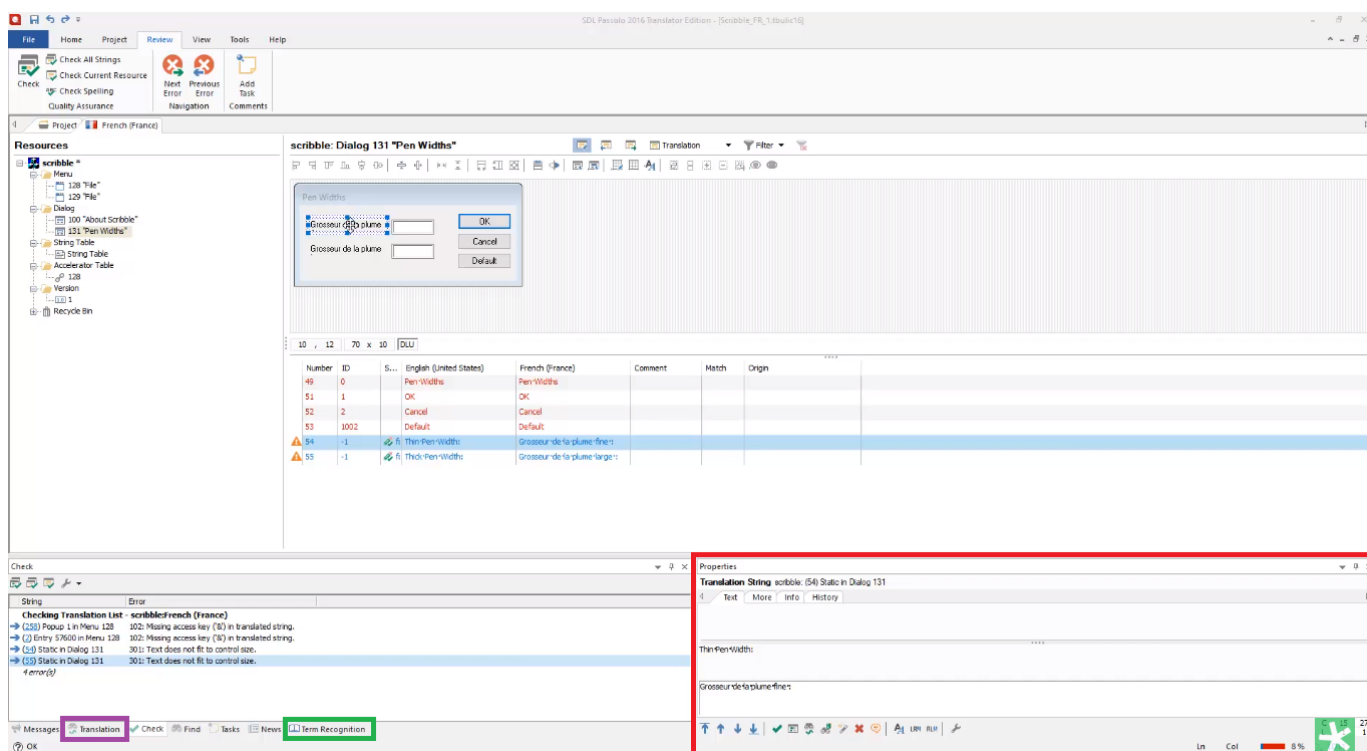 SDL Passolo 2016 Translator Edition - [Scribble_FR_1.tbulic16]
File Home Project Review View Tools Help
Check
Check All Strings
Check Current Resource
Check Spelling
Quality Assurance
Next Error
Previous Error
Navigation
Add Task
Comments
Project French (France)
Resources
scribble *
Menu
128 "File"
129 "File"
Dialog
100 "About Scribble"
131 "Pen Widths"
String Table
String Table
Accelerator Table
128
Version
1
Recycle Bin
scribble: Dialog 131 "Pen Widths"
Translation Filter
Pen Widths
Grosseur de la plume OK
Cancel
Grosseur de la plume
Default
10 , 12 70 x 10 DLU
Number ID S... English (United States) French (France) Comment Match Origin
49 0 Pen·Widths Pen·Widths
51 1 OK OK
52 2 Cancel Cancel
53 1002 Default Default
54 -1 Thin·Pen·Width: Grosseur·de·la·plume·fine·:
55 -1 Thick·Pen·Width: Grosseur·de·la·plume·large·:
Check
String Error
Checking Translation List - scribble:French (France)
(258) Popup 1 in Menu 128 102: Missing access key ('&') in translated string.
(7) Entry 57600 in Menu 128 102: Missing access key ('&') in translated string.
(54) Static in Dialog 131 301: Text does not fit to control size.
(55) Static in Dialog 131 301: Text does not fit to control size.
4 error(s)
Messages Translation Check Find Tasks News Term Recognition
OK
Properties
Translation String scribble: (54) Static in Dialog 131
Text More Info History
Thin·Pen·Width:
Grosseur·de·la·plume·fine·:
LRM RLM
Ln Col 8%